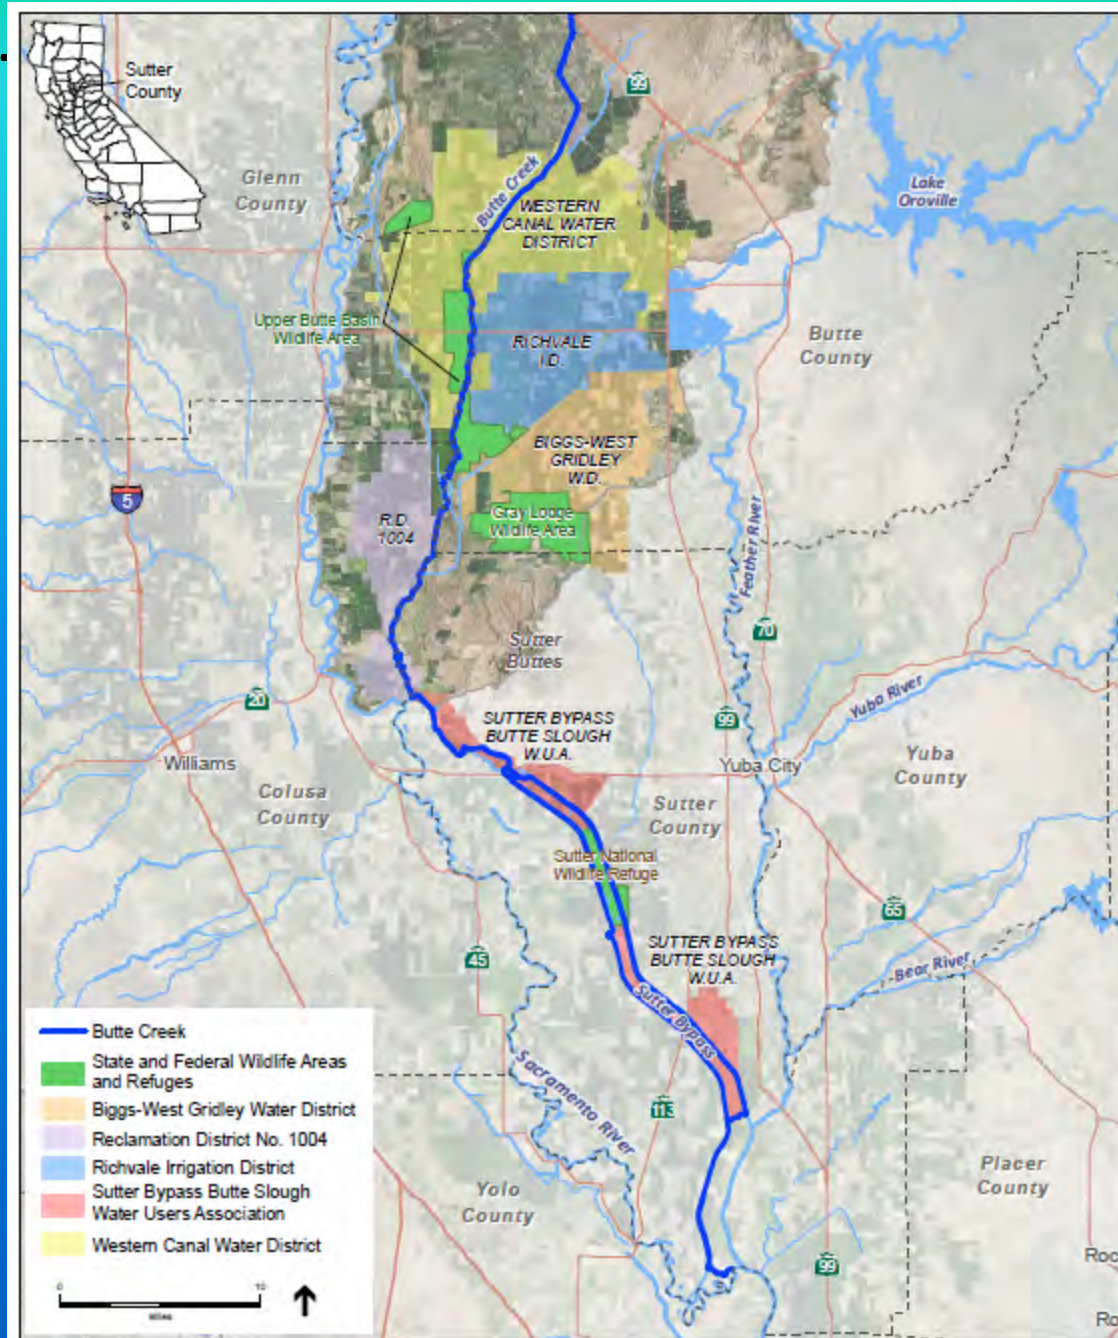 Sutter
County
99
Glenn
County
Butte Creek
Lake
Oroville
WESTERN
CANAL WATER
DISTRICT
Upper Butte Basin
Wildlife Area
RICHVALE
I.D.
Butte
County
BIGGS-WEST
GRIDLEY
W.D.
5
R.D.
1004
Gray Lodge
Wildlife Area
Feather River
Sutter
Buttes
70
20
Yuba River
99
SUTTER BYPASS
BUTTE SLOUGH
W.U.A.
Williams
Yuba City
Yuba
County
Colusa
County
Sutter
County
Sutter National
Wildlife Refuge
65
45
SUTTER BYPASS
BUTTE SLOUGH
W.U.A.
Bear River
Sutter Bypass
Sacramento River
113
Placer
County
Yolo
County
99
Roc
Ro
Butte Creek
State and Federal Wildlife Areas
and Refuges
Biggs-West Gridley Water District
Reclamation District No. 1004
Richvale Irrigation District
Sutter Bypass Butte Slough
Water Users Association
Western Canal Water District
0 10
Miles